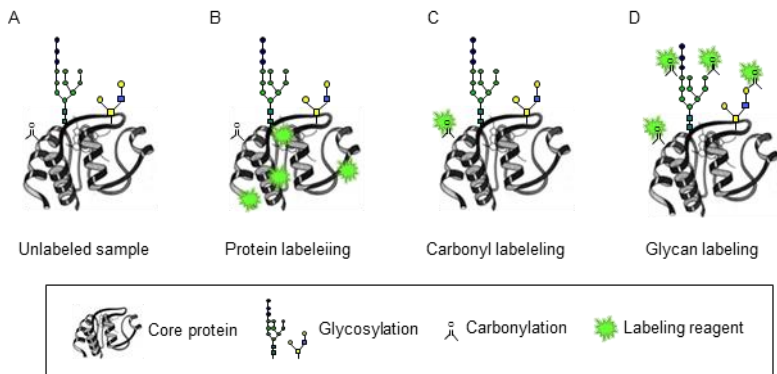 A B C D
Unlabeled sample Protein labeleiing Carbonyl labeleling Glycan labeling
Core protein Glycosylation Carbonylation Labeling reagent